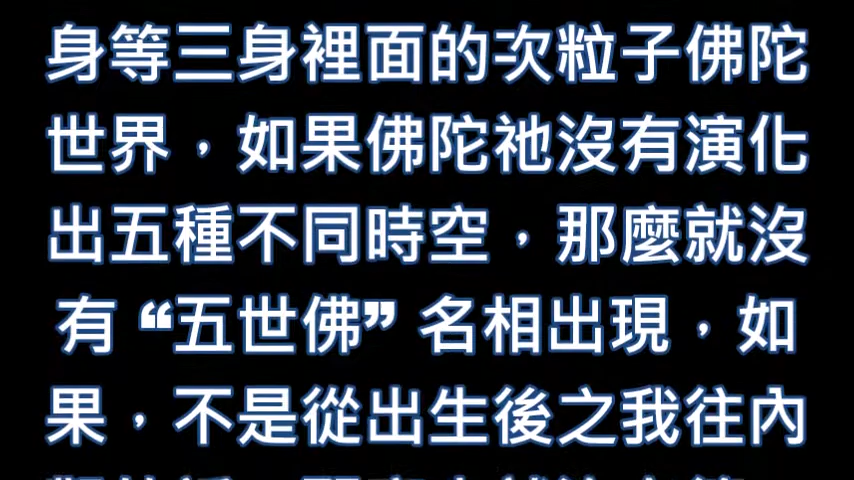 身等三身裡面的次粒子佛陀
世界，如果佛陀祂沒有演化
出五種不同時空，那麼就沒
有“五世佛”名相出現，如
果，不是從出生後之我往內